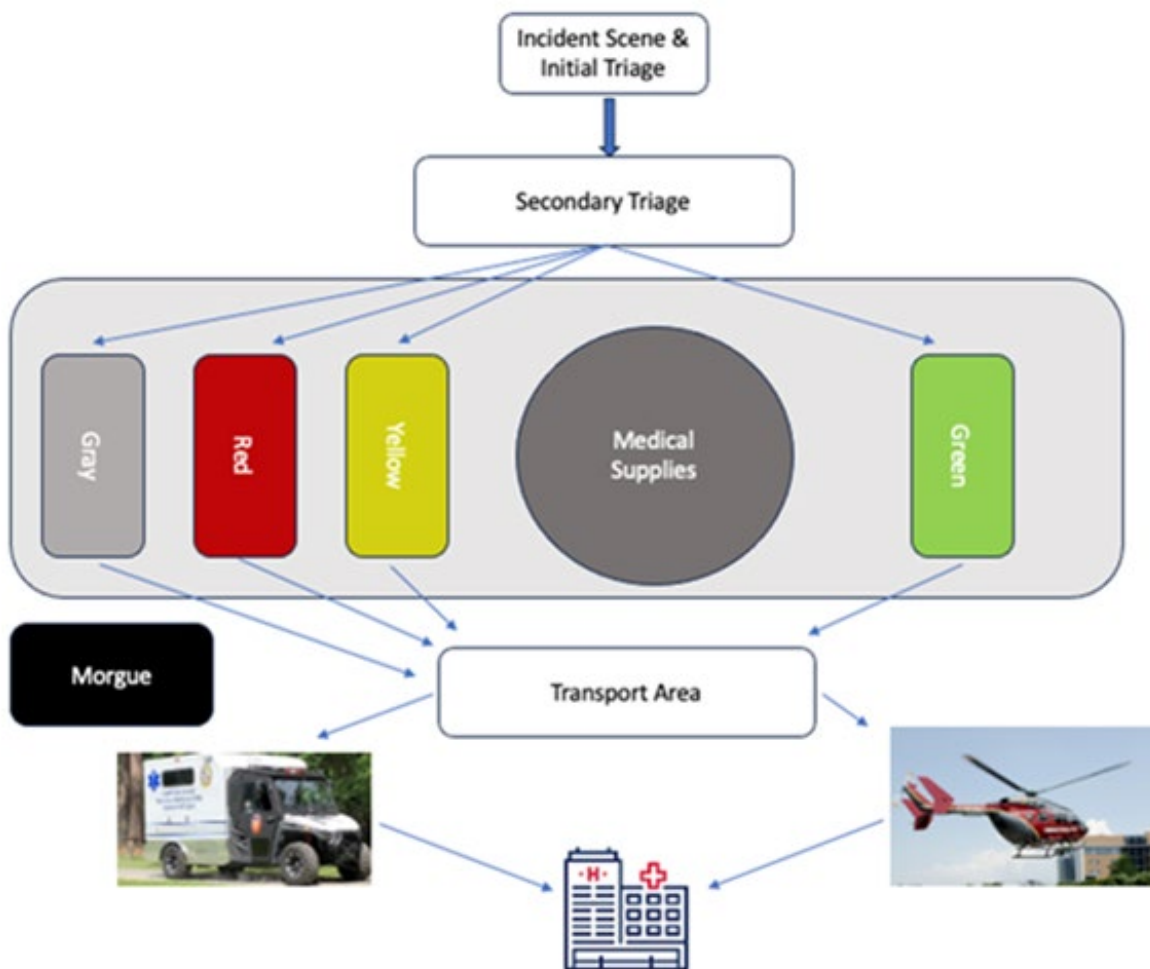 Incident Scene &
Initial Triage
Secondary Triage
Gray
Red
Yellow
Medical
Supplies
Green
Morgue
Transport Area
H